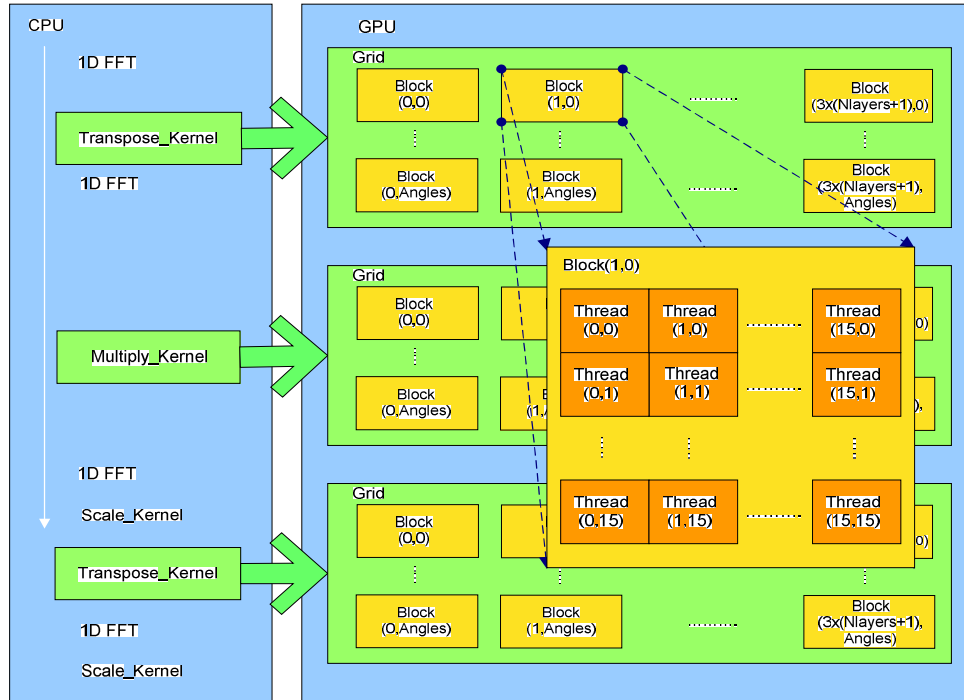 CPU
1D FFT
Transpose_Kernel
1D FFT
Multiply_Kernel
1D FFT
Scale_Kernel
Transpose_Kernel
1D FFT
Scale_Kernel
GPU
Grid
Block
(0,0)
Block
(1,0)
Block
(3x(Nlayers+1),0)
Block
(0,Angles)
Block
(1,Angles)
Block
(3x(Nlayers+1),
Angles)
Grid
Block
(0,0)
0)
Block
(0,Angles)
(1,A
),
Block(1,0)
Thread
(0,0)
Thread
(1,0)
Thread
(15,0)
Thread
(0,1)
Thread
(1,1)
Thread
(15,1)
Thread
(0,15)
Thread
(1,15)
Thread
(15,15)
Grid
Block
(0,0)
0)
Block
(0,Angles)
Block
(1,Angles)
Block
(3x(Nlayers+1),
Angles)